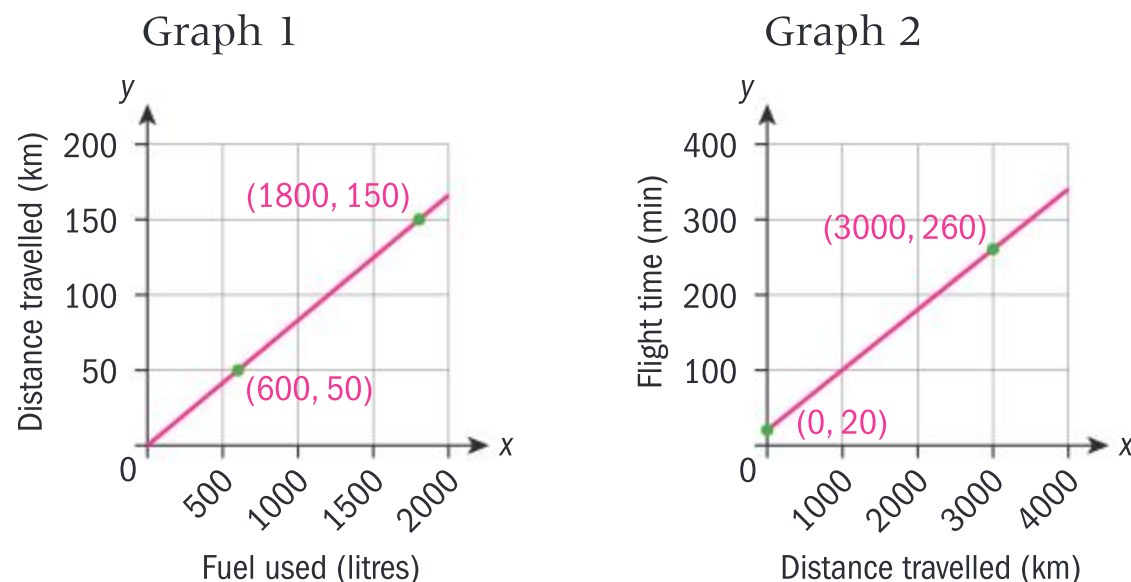 Graph 1
y
Distance travelled (km)
200
150
100
50
0
(1800, 150)
(600, 50)
x
500
1000
1500
2000
Fuel used (litres)
Graph 2
y
Flight time (min)
400
300
200
100
0
(3000, 260)
(0, 20)
x
1000
2000
3000
4000
Distance travelled (km)